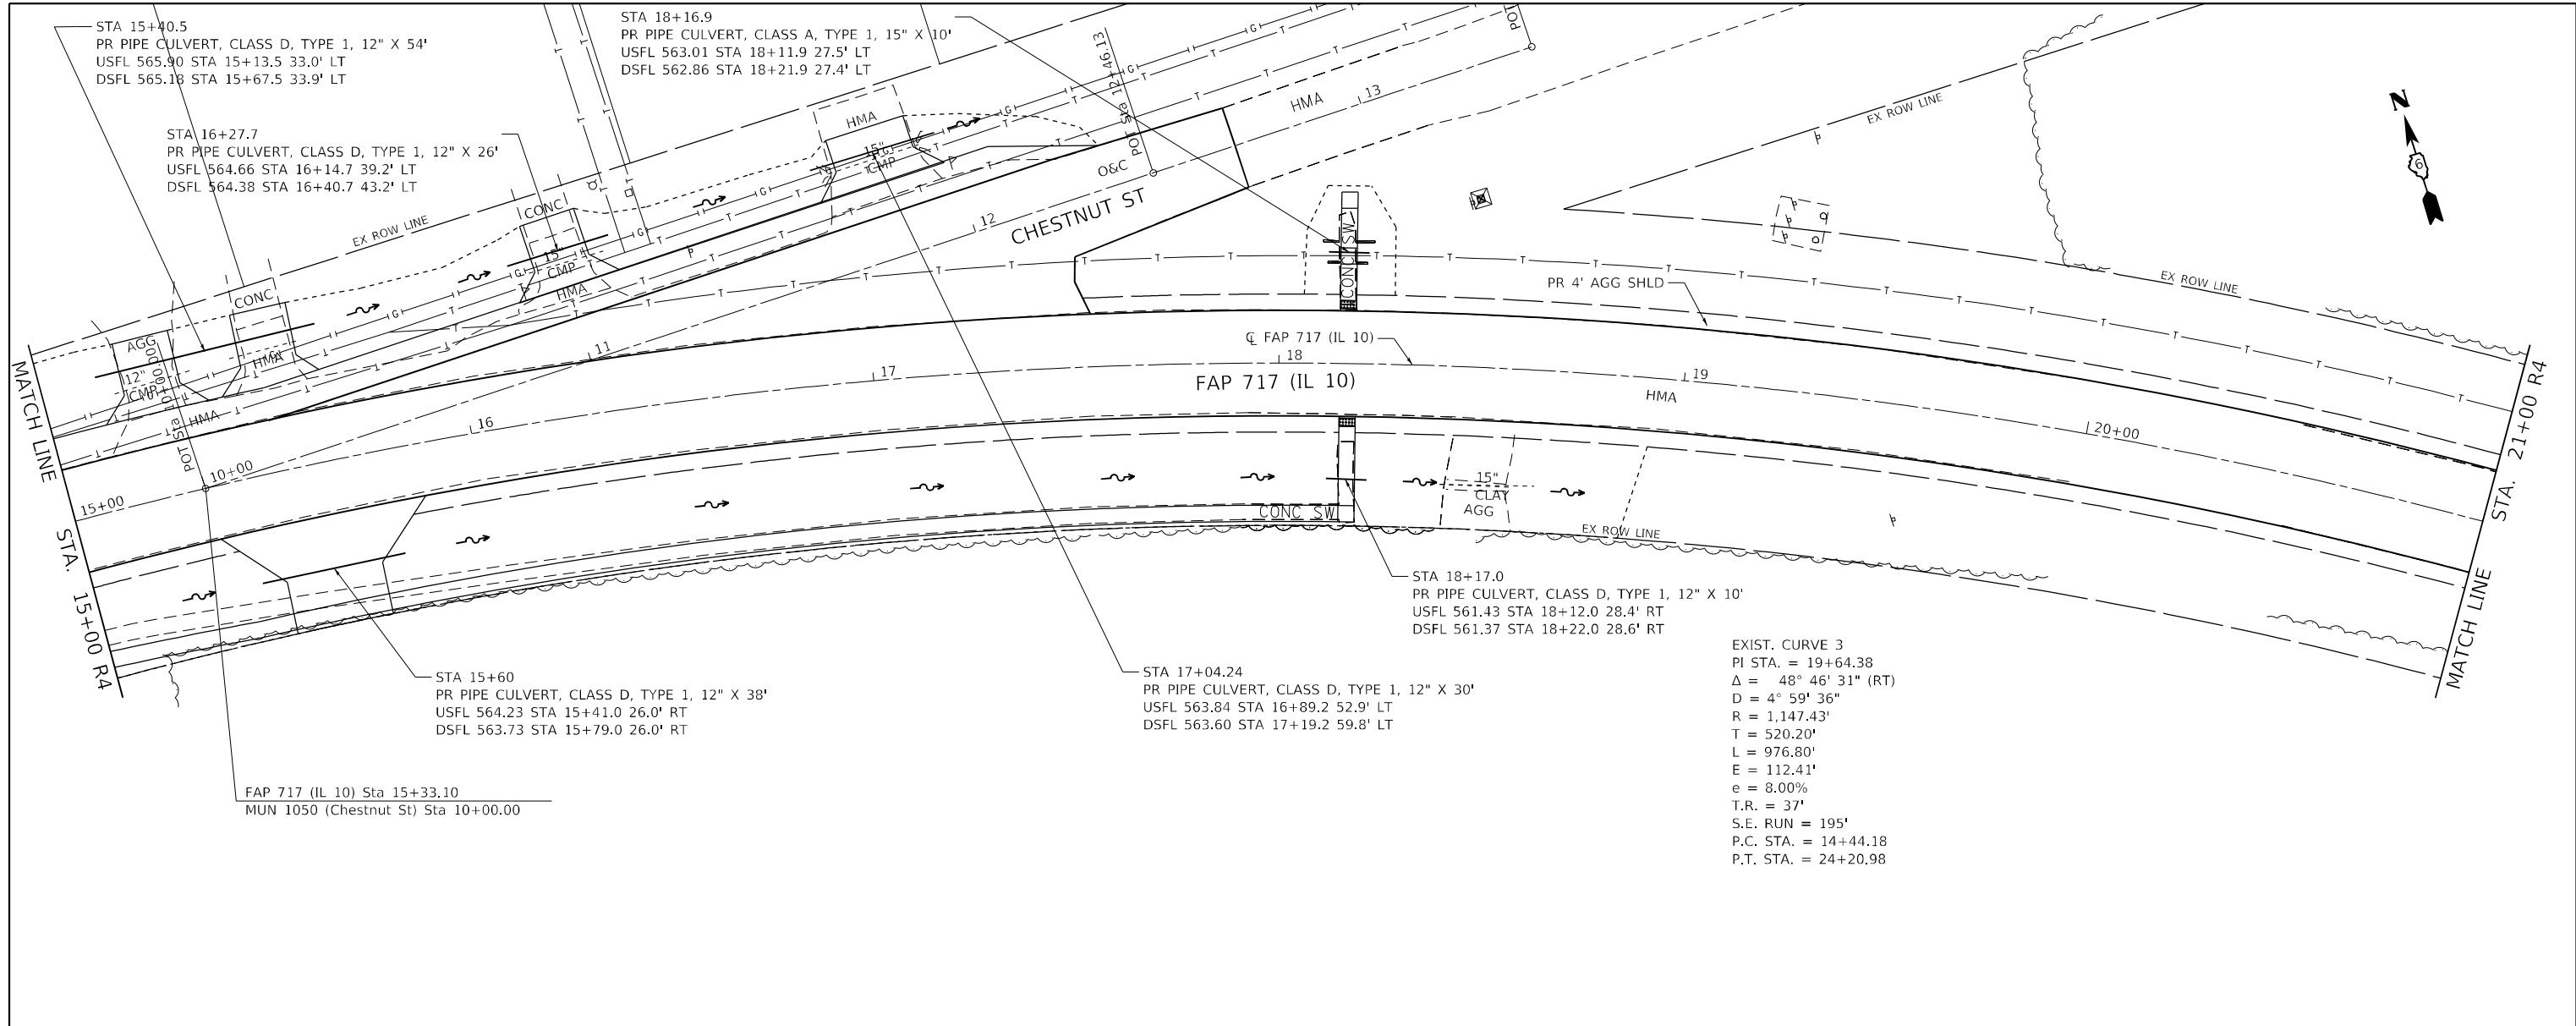 STA 15+40.5
PR PIPE CULVERT, CLASS D, TYPE 1, 12" X 54'
USFL 565.90 STA 15+13.5 33.0' LT
DSFL 565.18 STA 15+67.5 33.9' LT
STA 18+16.9
PR PIPE CULVERT, CLASS A, TYPE 1, 15" X 10'
USFL 563.01 STA 18+11.9 27.5' LT
DSFL 562.86 STA 18+21.9 27.4' LT
STA 16+27.7
PR PIPE CULVERT, CLASS D, TYPE 1, 12" X 26'
USFL 564.66 STA 16+14.7 39.2' LT
DSFL 564.38 STA 16+40.7 43.2' LT
POT Sta 12+46.13
POT
HMA
13
EX ROW LINE
N
6
HMA
15"
CMP
O&C
12
CHESTNUT ST
CONC
15"
CMP
HMA
EX ROW LINE
CONC SW
EX ROW LINE
PR 4' AGG SHLD
CONC
HMA
AGG
12"
CMP
HMA
POT Sta 10+00.00
10+00
11
℄ FAP 717 (IL 10)
18
17
19
FAP 717 (IL 10)
HMA
16
20+00
15+00
MATCH LINE STA. 15+00 R4
MATCH LINE STA. 21+00 R4
15"
CLAY
AGG
CONC SW
EX ROW LINE
STA 18+17.0
PR PIPE CULVERT, CLASS D, TYPE 1, 12" X 10'
USFL 561.43 STA 18+12.0 28.4' RT
DSFL 561.37 STA 18+22.0 28.6' RT
STA 15+60
PR PIPE CULVERT, CLASS D, TYPE 1, 12" X 38'
USFL 564.23 STA 15+41.0 26.0' RT
DSFL 563.73 STA 15+79.0 26.0' RT
STA 17+04.24
PR PIPE CULVERT, CLASS D, TYPE 1, 12" X 30'
USFL 563.84 STA 16+89.2 52.9' LT
DSFL 563.60 STA 17+19.2 59.8' LT
EXIST. CURVE 3
PI STA. = 19+64.38
Δ = 48° 46' 31" (RT)
D = 4° 59' 36"
R = 1,147.43'
T = 520.20'
L = 976.80'
E = 112.41'
e = 8.00%
T.R. = 37'
S.E. RUN = 195'
P.C. STA. = 14+44.18
P.T. STA. = 24+20.98
FAP 717 (IL 10) Sta 15+33.10
MUN 1050 (Chestnut St) Sta 10+00.00